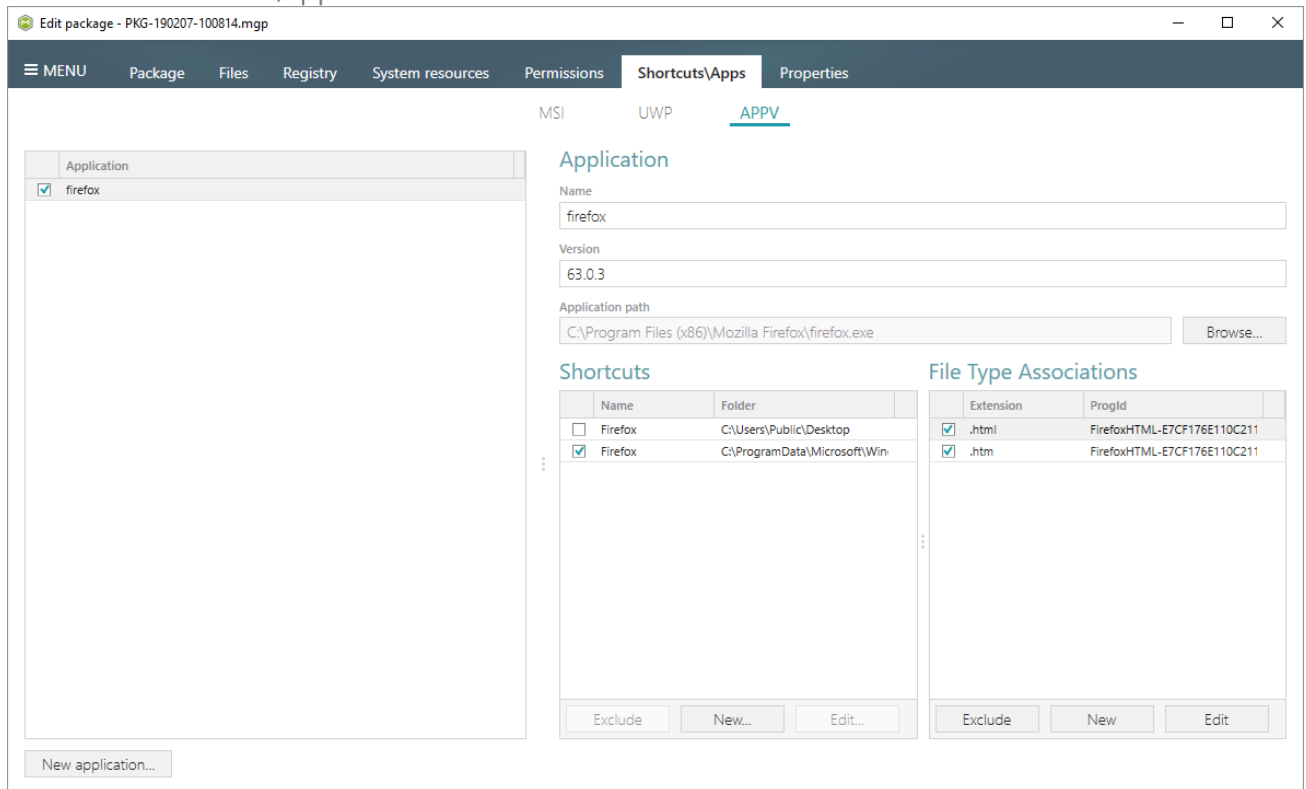 Edit package - PKG-190207-100814.mgp
MENU Package Files Registry System resources Permissions Shortcuts\Apps Properties
MSI UWP APPV
Application
firefox
Application
Name
firefox
Version
63.0.3
Application path
C:\Program Files (x86)\Mozilla Firefox\firefox.exe Browse...
Shortcuts
Name Folder
Firefox C:\Users\Public\Desktop
Firefox C:\ProgramData\Microsoft\Win
Exclude New... Edit...
File Type Associations
Extension ProgId
.html FirefoxHTML-E7CF176E110C211
.htm FirefoxHTML-E7CF176E110C211
Exclude New Edit
New application...